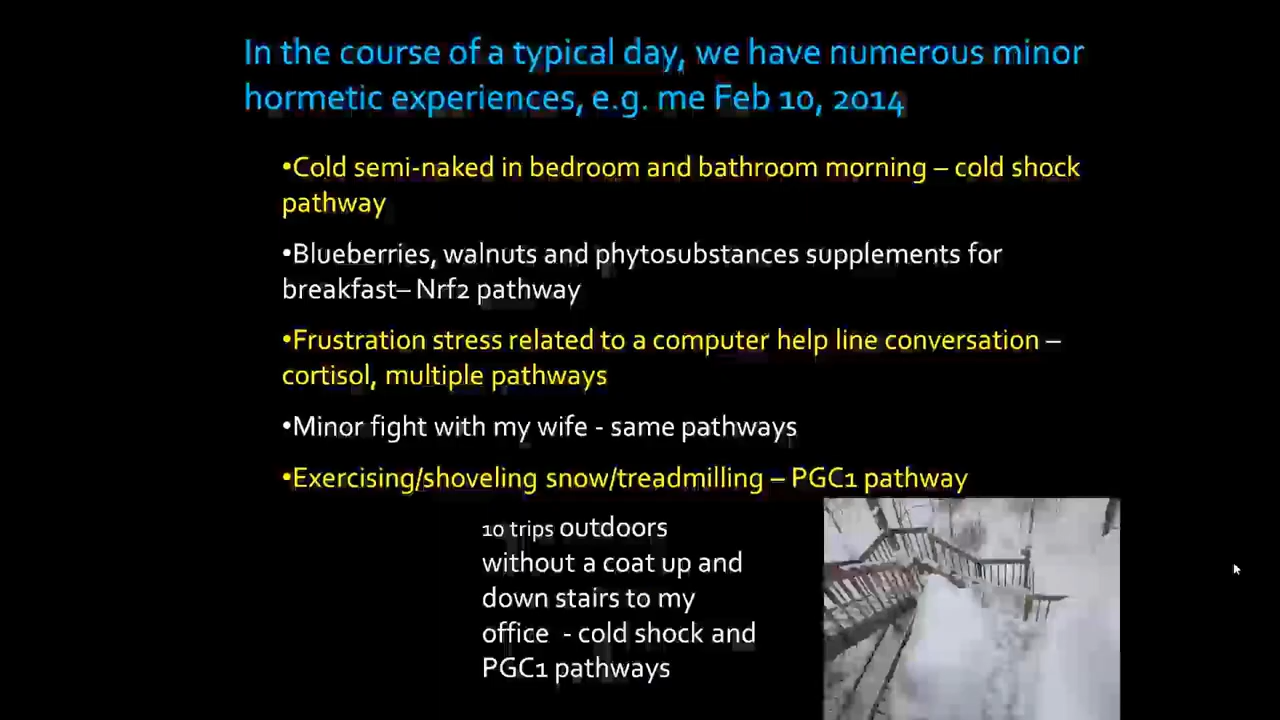 In the course of a typical day, we have numerous minor
hormetic experiences, e.g. me Feb 10, 2014
•Cold semi-naked in bedroom and bathroom morning – cold shock
pathway
•Blueberries, walnuts and phytosubstances supplements for
breakfast– Nrf2 pathway
•Frustration stress related to a computer help line conversation –
cortisol, multiple pathways
•Minor fight with my wife - same pathways
•Exercising/shoveling snow/treadmilling – PGC1 pathway
10 trips outdoors
without a coat up and
down stairs to my
office - cold shock and
PGC1 pathways